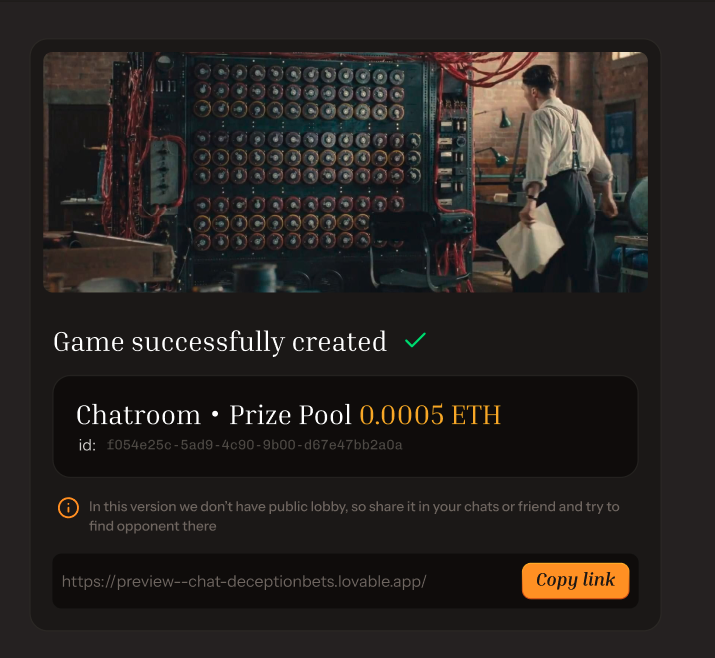 Game successfully created
Chatroom • Prize Pool 0.0005 ETH
id: f054e25c-5ad9-4c90-9b00-d67e47bb2a0a
In this version we don't have public lobby, so share it in your chats or friend and try to
find opponent there
https://preview--chat-deceptionbets.lovable.app/
Copy link